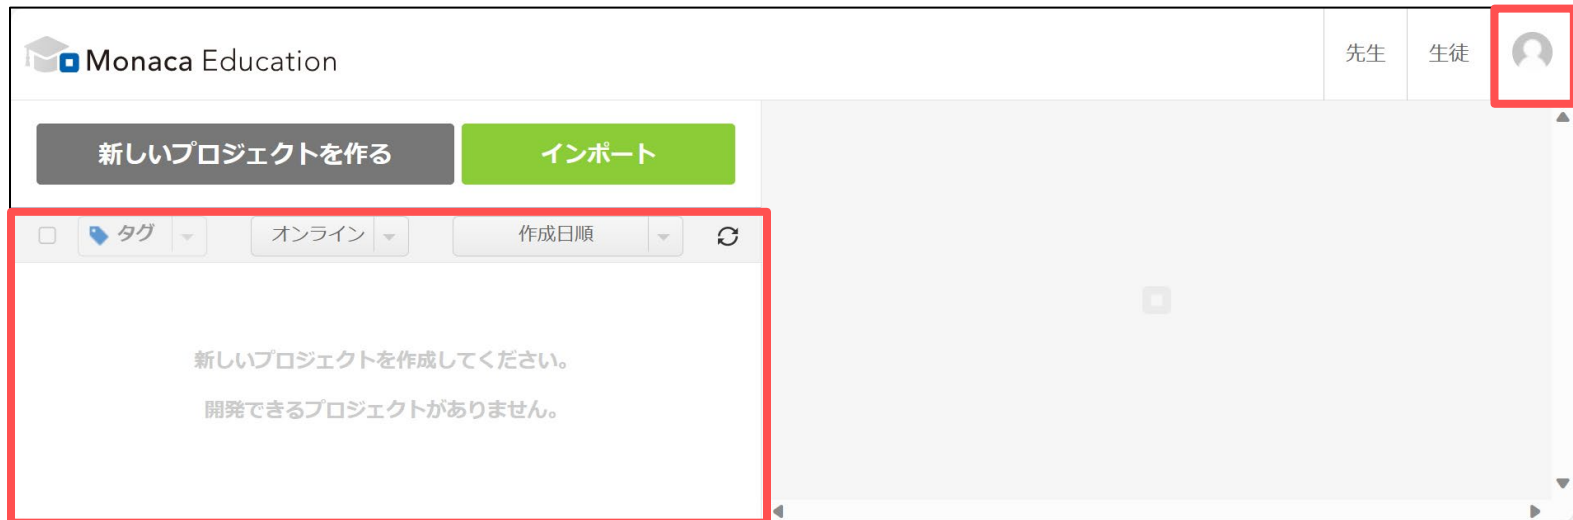 Monaca Education
先生
生徒
新しいプロジェクトを作る
インポート
タグ
オンライン
作成日順
新しいプロジェクトを作成してください。
開発できるプロジェクトがありません。